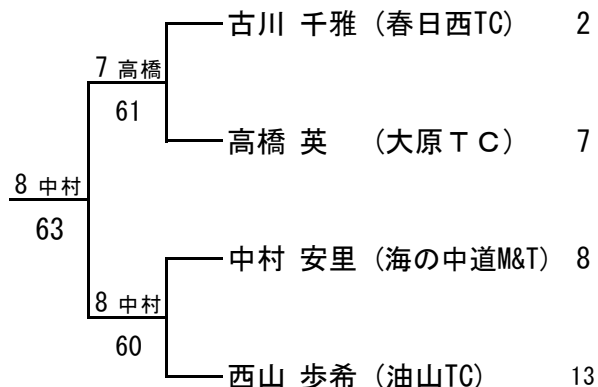 古川 千雅 (春日西TC) 2
7 高橋
61
高橋 英 (大原ＴＣ) 7
8 中村
63
中村 安里 (海の中道M&T) 8
8 中村
60
西山 歩希 (油山TC) 13